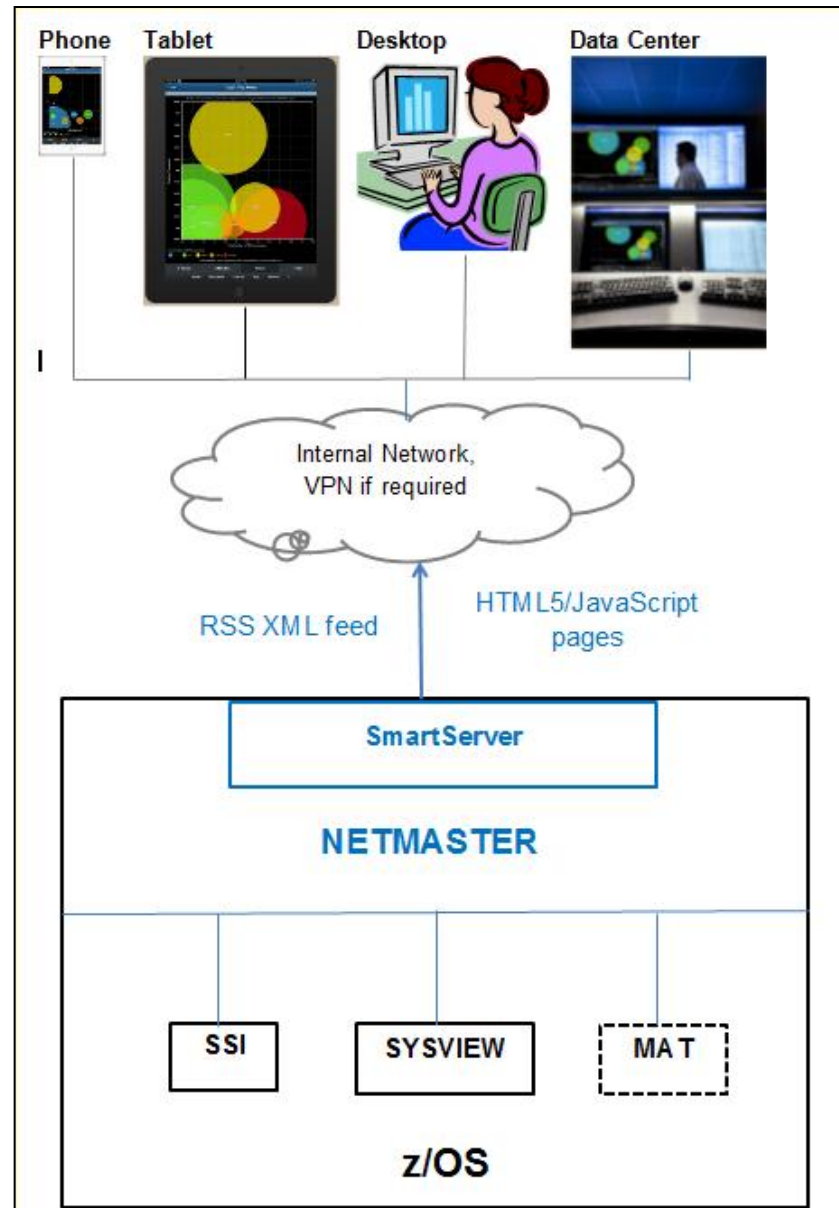 Phone Tablet Desktop Data Center
Internal Network,
VPN if required
RSS XML feed
HTML5/JavaScript
pages
SmartServer
NETMASTER
SSI
SYSVIEW
MAT
z/OS